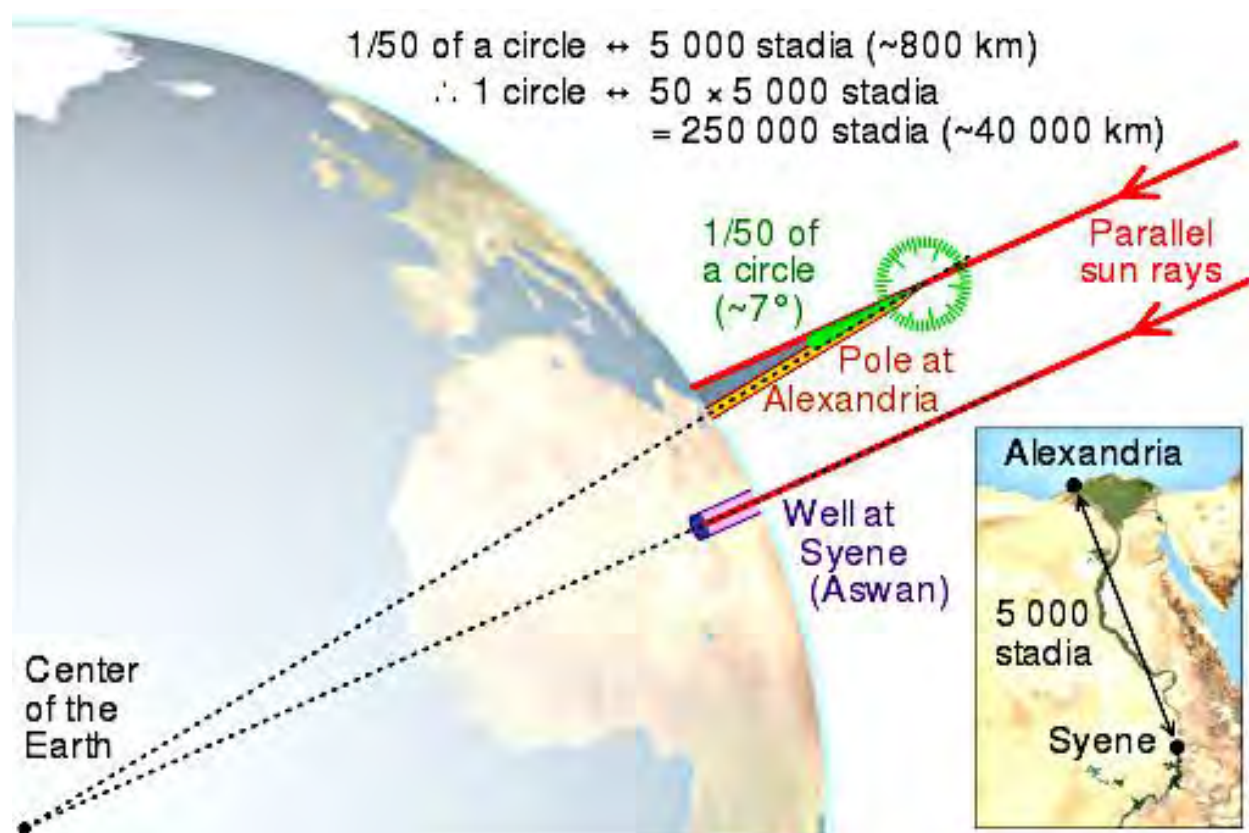 1/50 of a circle ↔ 5 000 stadia (~800 km)
∴ 1 circle ↔ 50 × 5 000 stadia
= 250 000 stadia (~40 000 km)
1/50 of
a circle
(~7°)
Parallel
sun rays
Pole at
Alexandria
Well at
Syene
(Aswan)
Center
of the
Earth
Alexandria
5 000
stadia
Syene